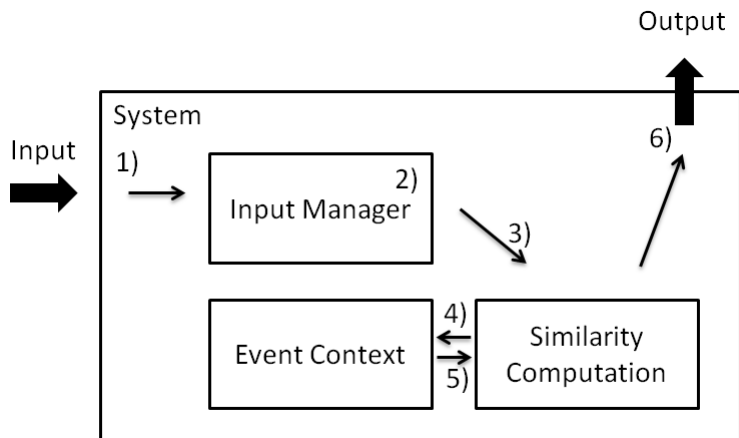 Output
System
Input
1)
2)
Input Manager
3)
6)
Event Context
4)
5)
Similarity
Computation